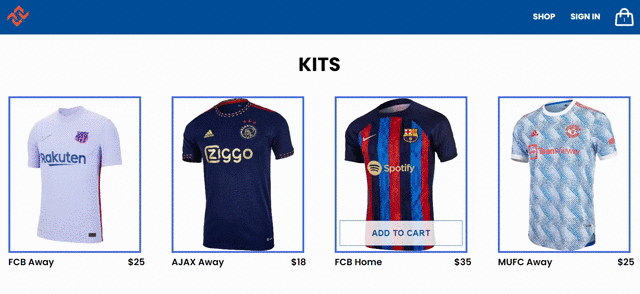 SHOP SIGN IN
1
KITS
Rakuten
Ziggo
Spotify
ADD TO CART
FCB Away $25
AJAX Away $18
FCB Home $35
MUFC Away $25